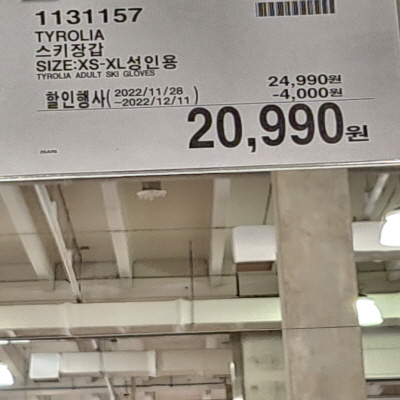 1131157
TYROLIA
스키장갑
SIZE:XS-XL성인용
TYROLIA ADULT SKI GLOVES
24,990원
할인행사(2022/11/28 ~2022/12/11) -4,000원
20,990원